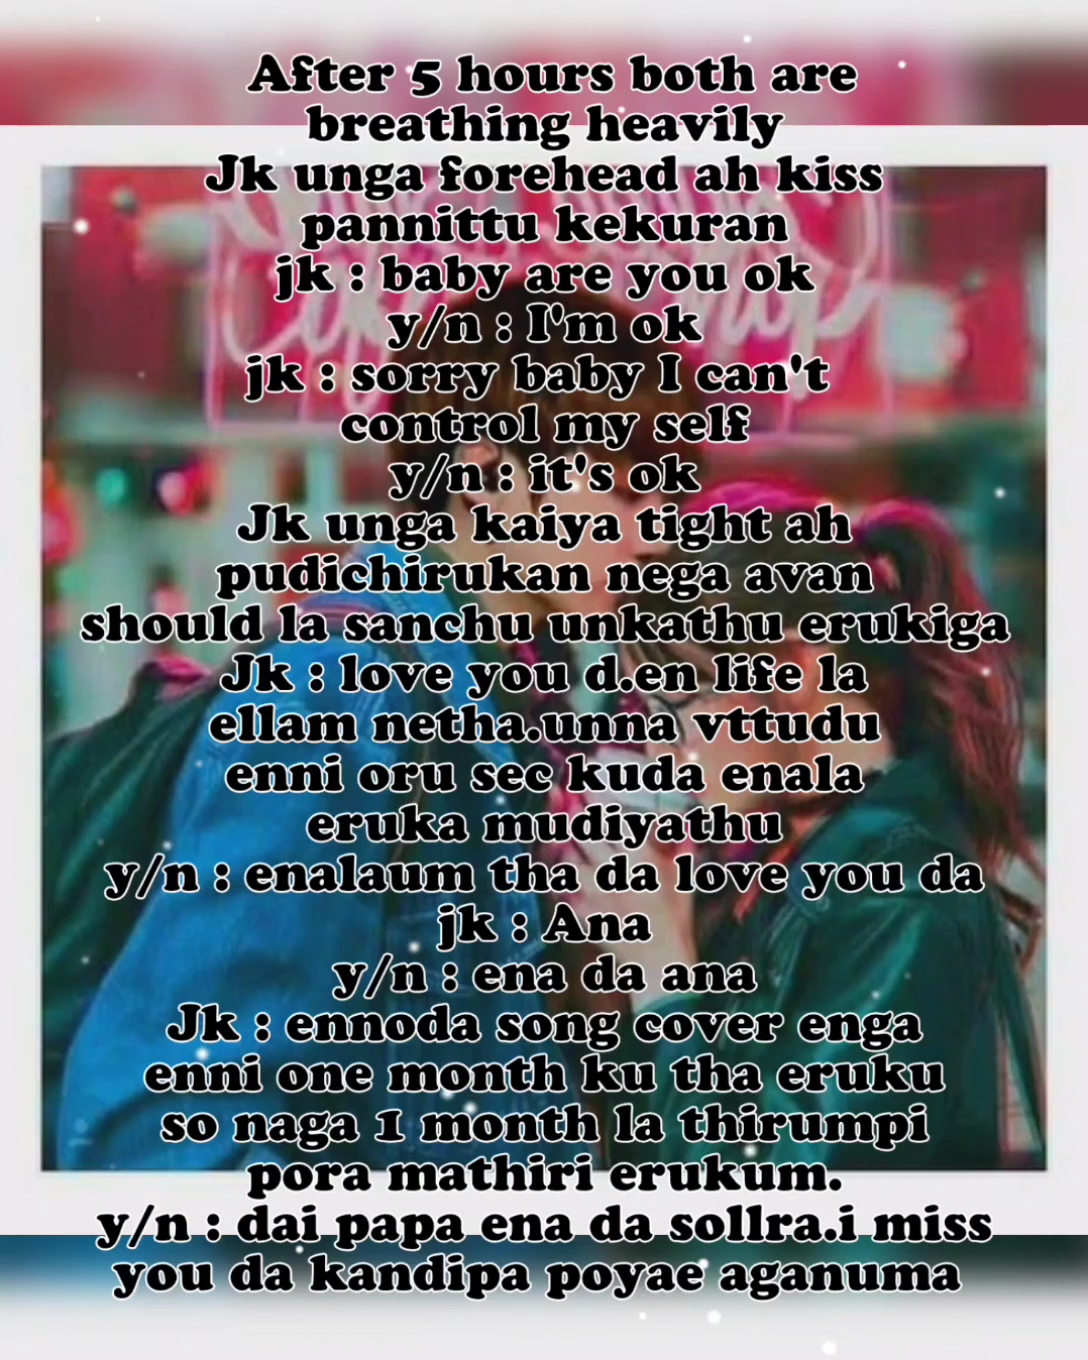 After 5 hours both are
breathing heavily
Jk unga forehead ah kiss
pannittu kekuran
jk : baby are you ok
y/n : I'm ok
jk : sorry baby I can't
control my self
y/n : it's ok
Jk unga kaiya tight ah
pudichirukan nega avan
should la sanchu unkathu erukiga
Jk : love you d.en life la
ellam netha.unna vttudu
enni oru sec kuda enala
eruka mudiyathu
y/n : enalaum tha da love you da
jk : Ana
y/n : ena da ana
Jk : ennoda song cover enga
enni one month ku tha eruku
so naga 1 month la thirumpi
pora mathiri erukum.
y/n : dai papa ena da sollra.i miss
you da kandipa poyae aganuma